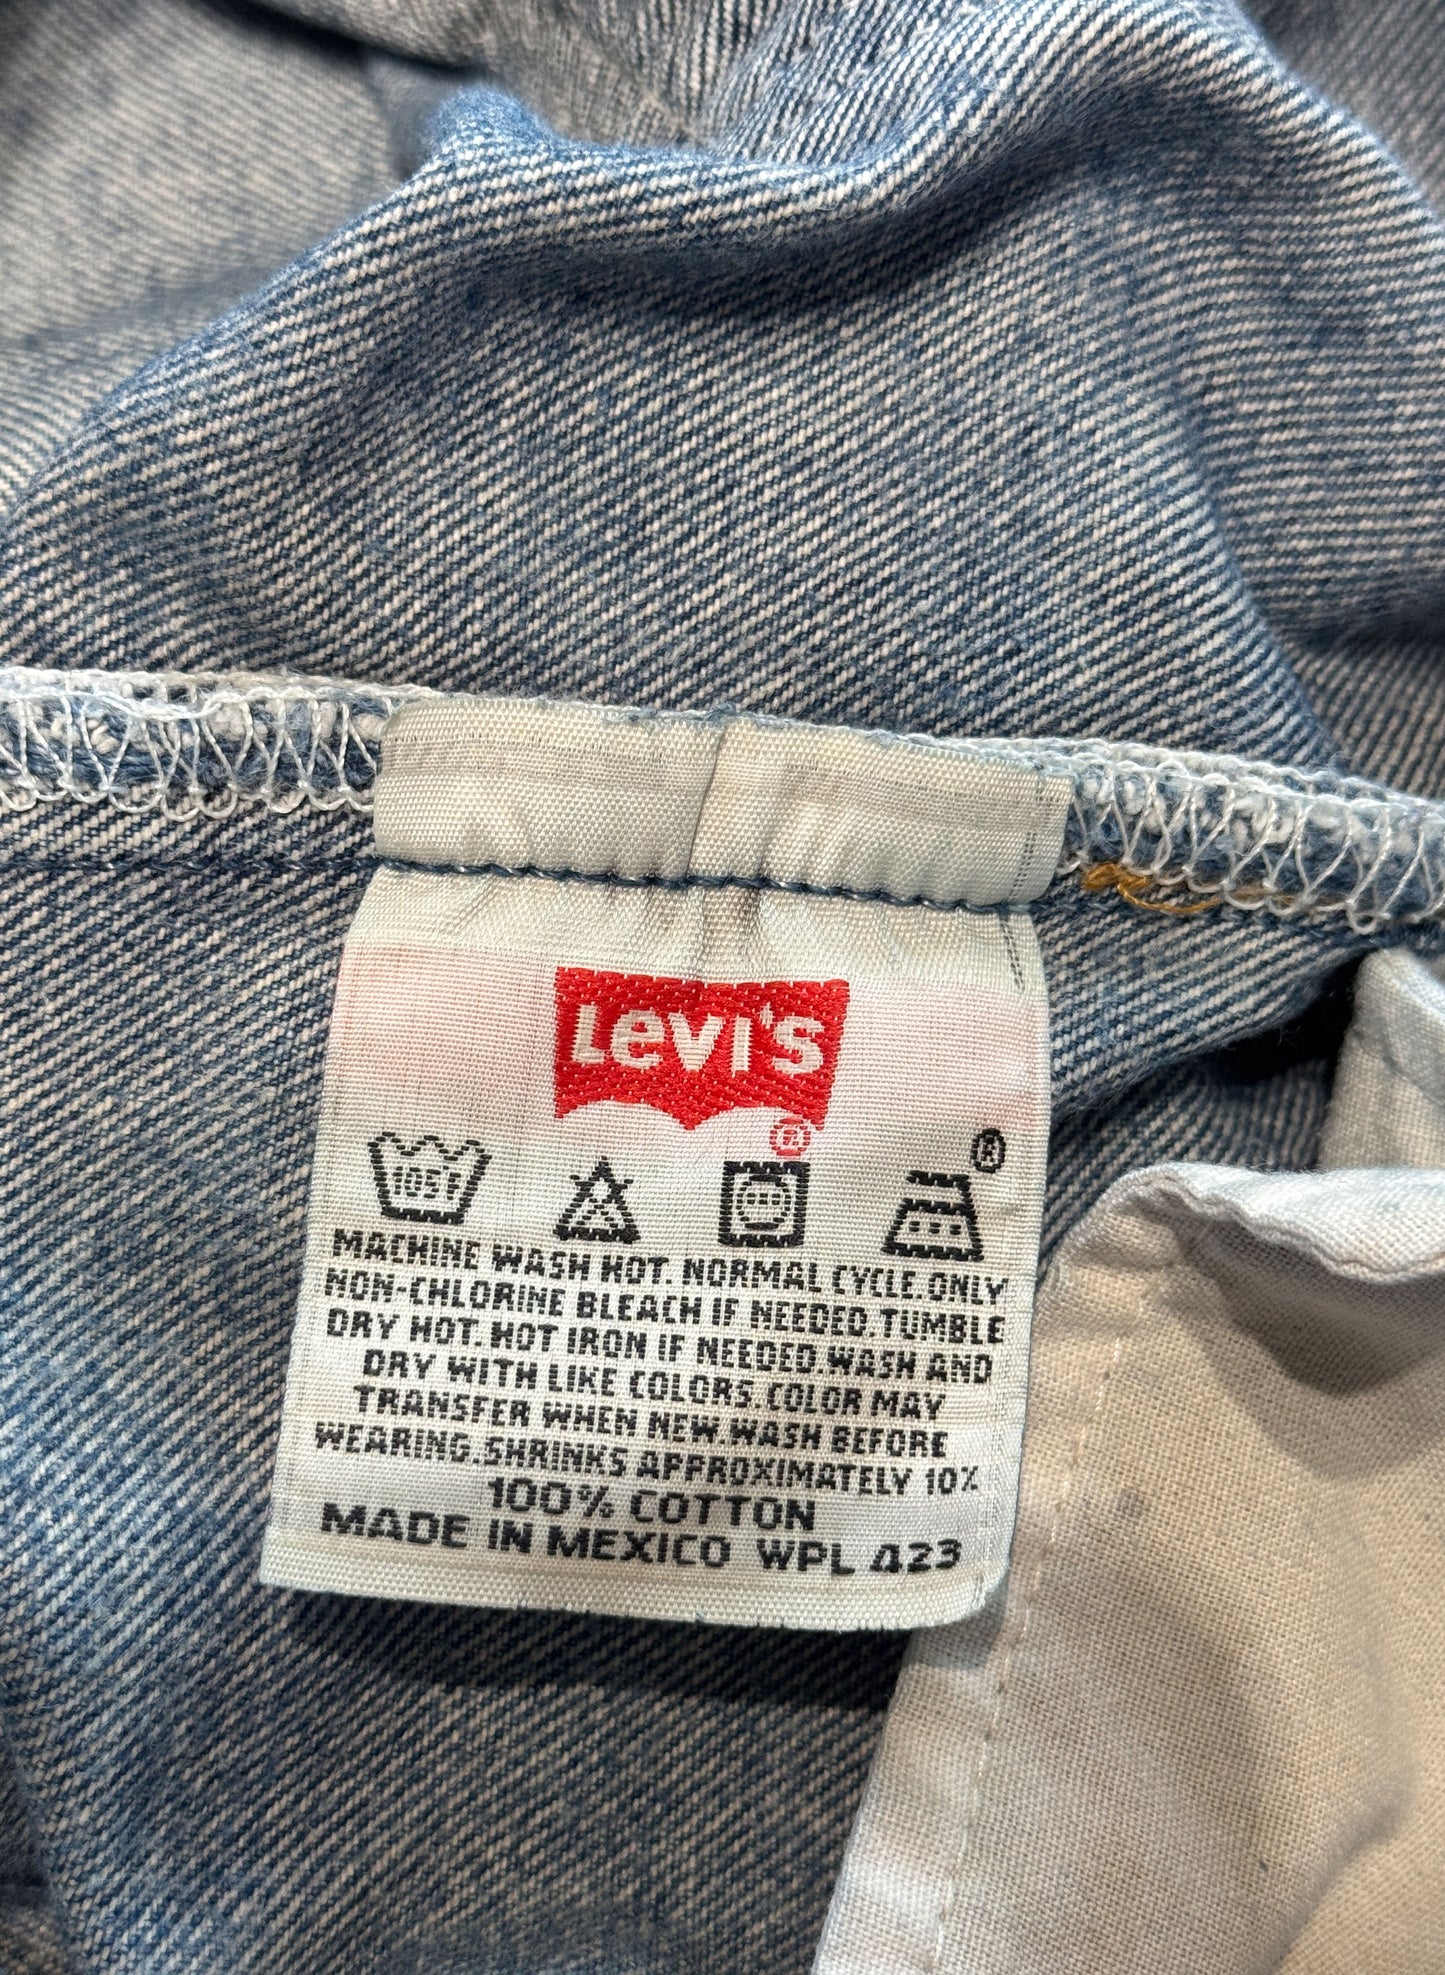 Levi's
®
®
105F
MACHINE WASH HOT. NORMAL CYCLE. ONLY
NON-CHLORINE BLEACH IF NEEDED. TUMBLE
DRY HOT. HOT IRON IF NEEDED. WASH AND
DRY WITH LIKE COLORS. COLOR MAY
TRANSFER WHEN NEW. WASH BEFORE
WEARING. SHRINKS APPROXIMATELY 10%
100% COTTON
MADE IN MEXICO WPL 423